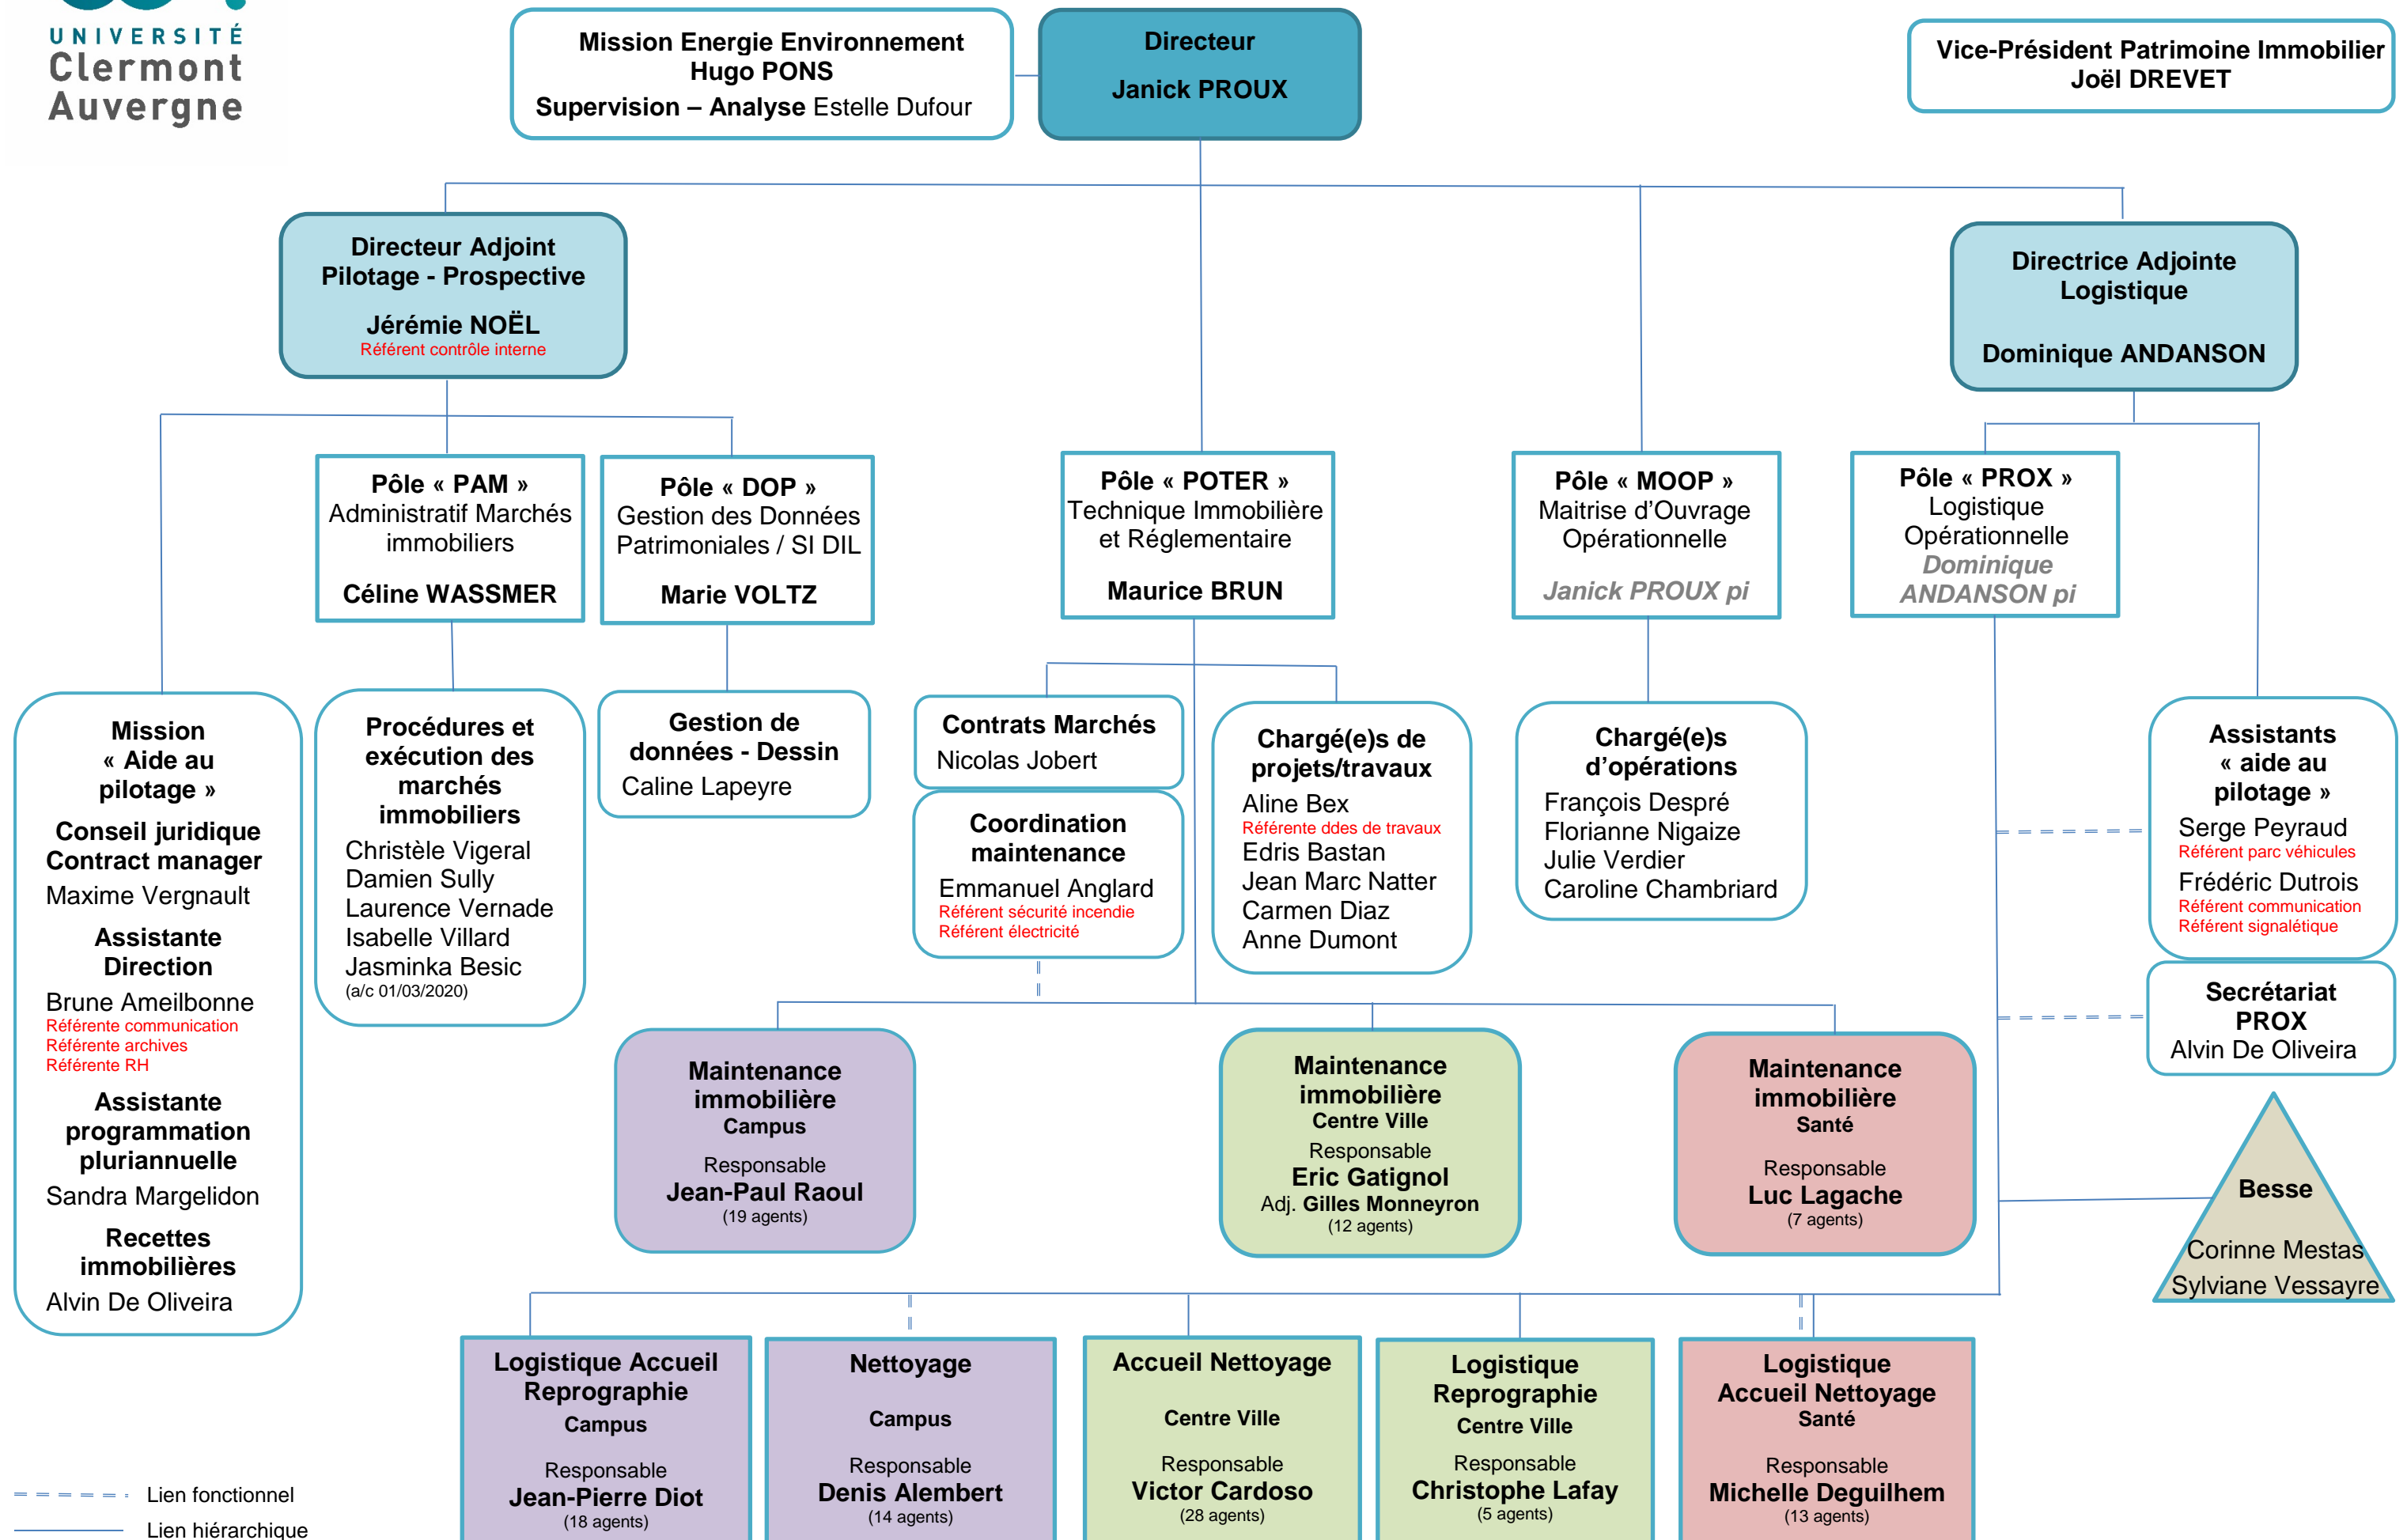 UNIVERSITÉ
Clermont
Auvergne
Mission Energie Environnement
Hugo PONS
Supervision – Analyse Estelle Dufour
Directeur
Janick PROUX
Vice-Président Patrimoine Immobilier
Joël DREVET
Directeur Adjoint
Pilotage - Prospective
Jérémie NOËL
Référent contrôle interne
Directrice Adjointe
Logistique
Dominique ANDANSON
Pôle « PAM »
Administratif Marchés
immobiliers
Céline WASSMER
Pôle « DOP »
Gestion des Données
Patrimoniales / SI DIL
Marie VOLTZ
Pôle « POTER »
Technique Immobilière
et Réglementaire
Maurice BRUN
Pôle « MOOP »
Maitrise d’Ouvrage
Opérationnelle
Janick PROUX pi
Pôle « PROX »
Logistique
Opérationnelle
Dominique
ANDANSON pi
Mission
« Aide au
pilotage »
Conseil juridique
Contract manager
Maxime Vergnault
Assistante
Direction
Brune Ameilbonne
Référente communication
Référente archives
Référente RH
Assistante
programmation
pluriannuelle
Sandra Margelidon
Recettes
immobilières
Alvin De Oliveira
Procédures et
exécution des
marchés
immobiliers
Christèle Vigeral
Damien Sully
Laurence Vernade
Isabelle Villard
Jasminka Besic
(a/c 01/03/2020)
Gestion de
données - Dessin
Caline Lapeyre
Contrats Marchés
Nicolas Jobert
Coordination
maintenance
Emmanuel Anglard
Référent sécurité incendie
Référent électricité
Chargé(e)s de
projets/travaux
Aline Bex
Référente ddes de travaux
Edris Bastan
Jean Marc Natter
Carmen Diaz
Anne Dumont
Chargé(e)s
d’opérations
François Despré
Florianne Nigaize
Julie Verdier
Caroline Chambriard
Assistants
« aide au
pilotage »
Serge Peyraud
Référent parc véhicules
Frédéric Dutrois
Référent communication
Référent signalétique
Secrétariat
PROX
Alvin De Oliveira
Maintenance
immobilière
Campus
Responsable
Jean-Paul Raoul
(19 agents)
Maintenance
immobilière
Centre Ville
Responsable
Eric Gatignol
Adj. Gilles Monneyron
(12 agents)
Maintenance
immobilière
Santé
Responsable
Luc Lagache
(7 agents)
Besse
Corinne Mestas
Sylviane Vessayre
Logistique Accueil
Reprographie
Campus
Responsable
Jean-Pierre Diot
(18 agents)
Nettoyage
Campus
Responsable
Denis Alembert
(14 agents)
Accueil Nettoyage
Centre Ville
Responsable
Victor Cardoso
(28 agents)
Logistique
Reprographie
Centre Ville
Responsable
Christophe Lafay
(5 agents)
Logistique
Accueil Nettoyage
Santé
Responsable
Michelle Deguilhem
(13 agents)
Lien fonctionnel
Lien hiérarchique